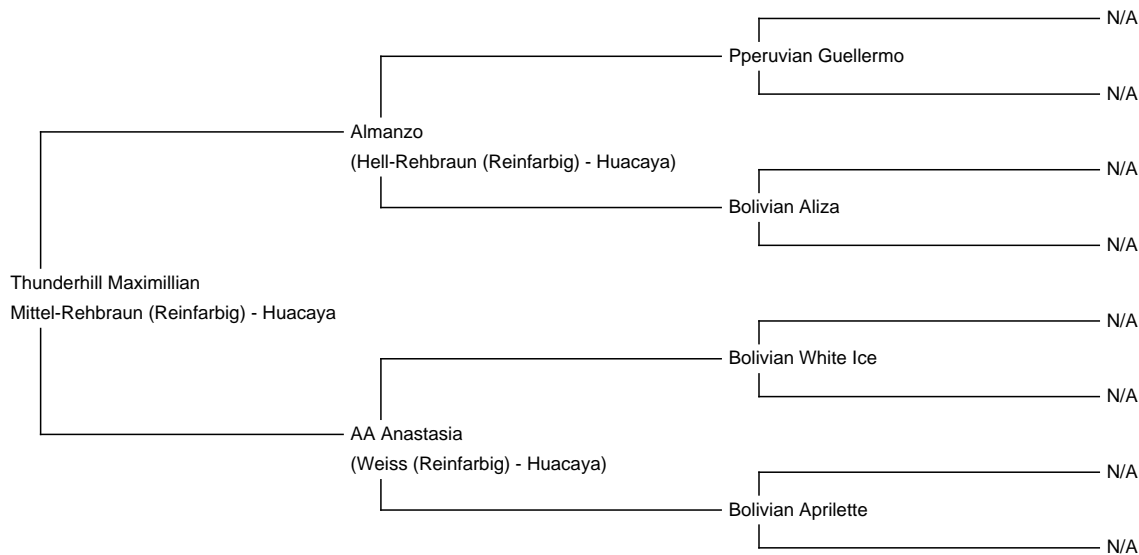 N/A
Pperuvian Guellermo
N/A
Almanzo
(Hell-Rehbraun (Reinfarbig) - Huacaya)
N/A
Bolivian Aliza
N/A
Thunderhill Maximillian
Mittel-Rehbraun (Reinfarbig) - Huacaya
N/A
Bolivian White Ice
N/A
AA Anastasia
(Weiss (Reinfarbig) - Huacaya)
N/A
Bolivian Aprilette
N/A